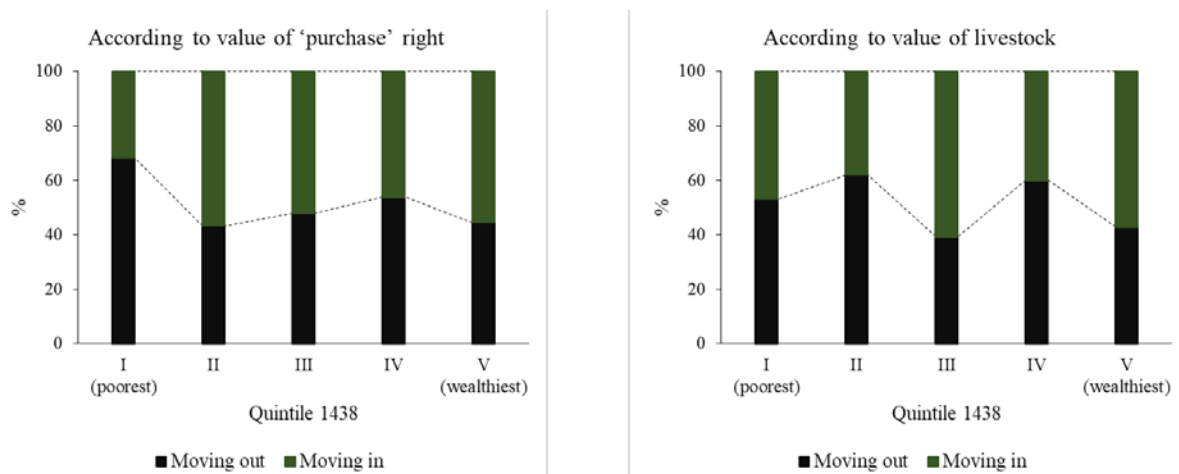 According to value of ‘purchase’ right
100
80
60
40
20
0
%
I II III IV V
(poorest) (wealthiest)
Quintile 1438
Moving out Moving in
According to value of livestock
100
80
60
40
20
0
%
I II III IV V
(poorest) (wealthiest)
Quintile 1438
Moving out Moving in